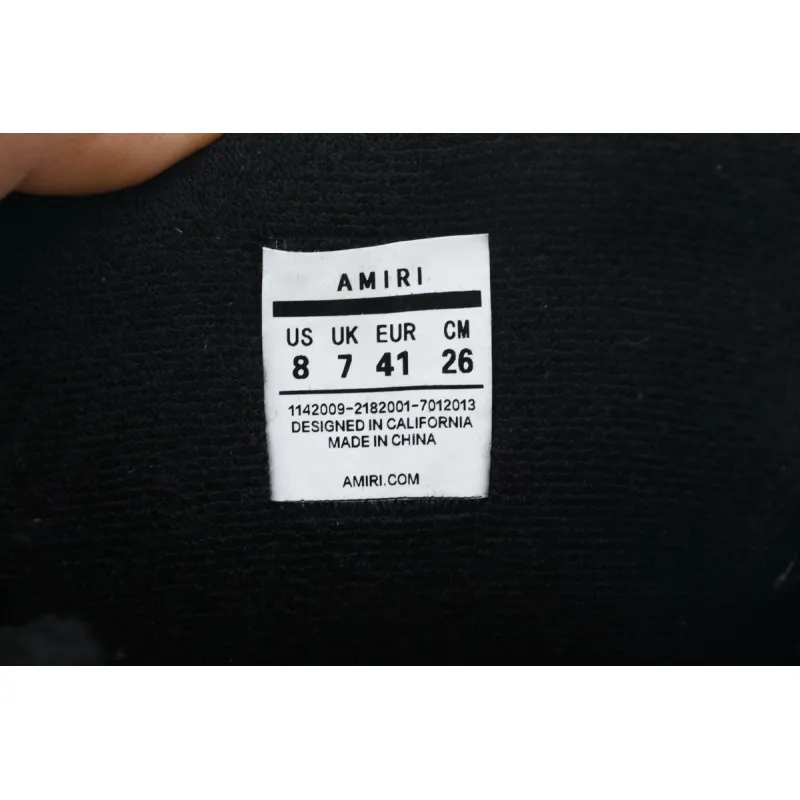 AMIRI
US UK EUR CM
8 7 41 26
1142009-2182001-7012013
DESIGNED IN CALIFORNIA
MADE IN CHINA
AMIRI.COM